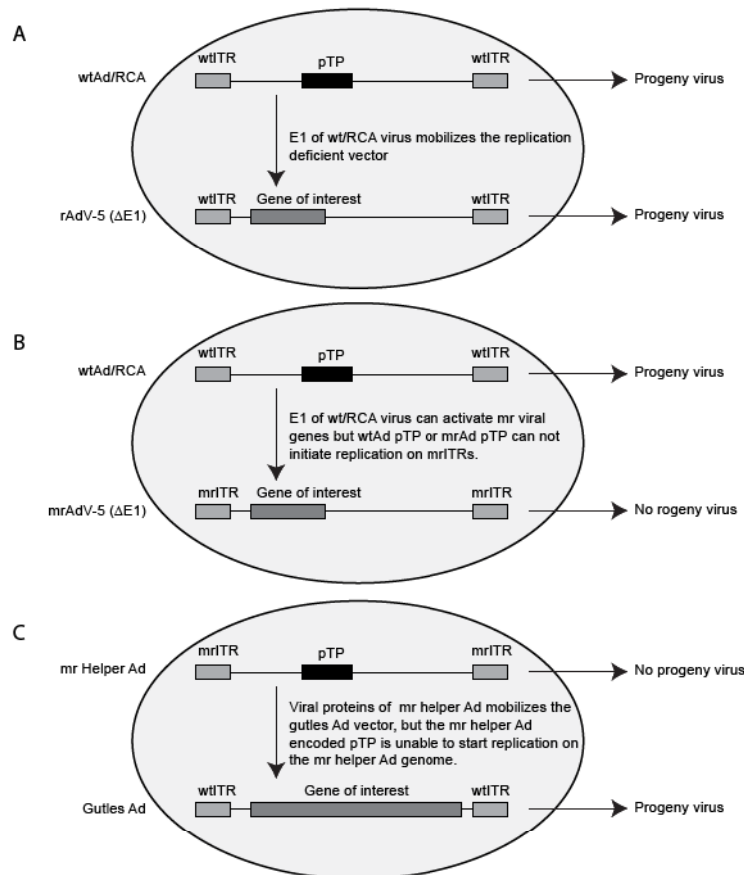 A
wtITR pTP wtITR
wtAd/RCA Progeny virus
E1 of wt/RCA virus mobilizes the replication
deficient vector
wtITR Gene of interest wtITR
rAdV-5 (ΔE1) Progeny virus
B
wtITR pTP wtITR
wtAd/RCA Progeny virus
E1 of wt/RCA virus can activate mr viral
genes but wtAd pTP or mrAd pTP can not
initiate replication on mrITRs.
mrITR Gene of interest mrITR
mrAdV-5 (ΔE1) No rogeny virus
C
mrITR pTP mrITR
mr Helper Ad No progeny virus
Viral proteins of mr helper Ad mobilizes the
gutles Ad vector, but the mr helper Ad
encoded pTP is unable to start replication on
the mr helper Ad genome.
wtITR Gene of interest wtITR
Gutles Ad Progeny virus